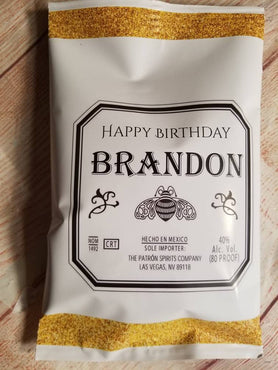 HAPPY BIRTHDAY
BRANDON
NOM
1492
CRT
HECHO EN MEXICO
SOLE IMPORTER:
THE PATRÓN SPIRITS COMPANY
LAS VEGAS, NV 89118
40%
Alc. Vol.
(80 PROOF)